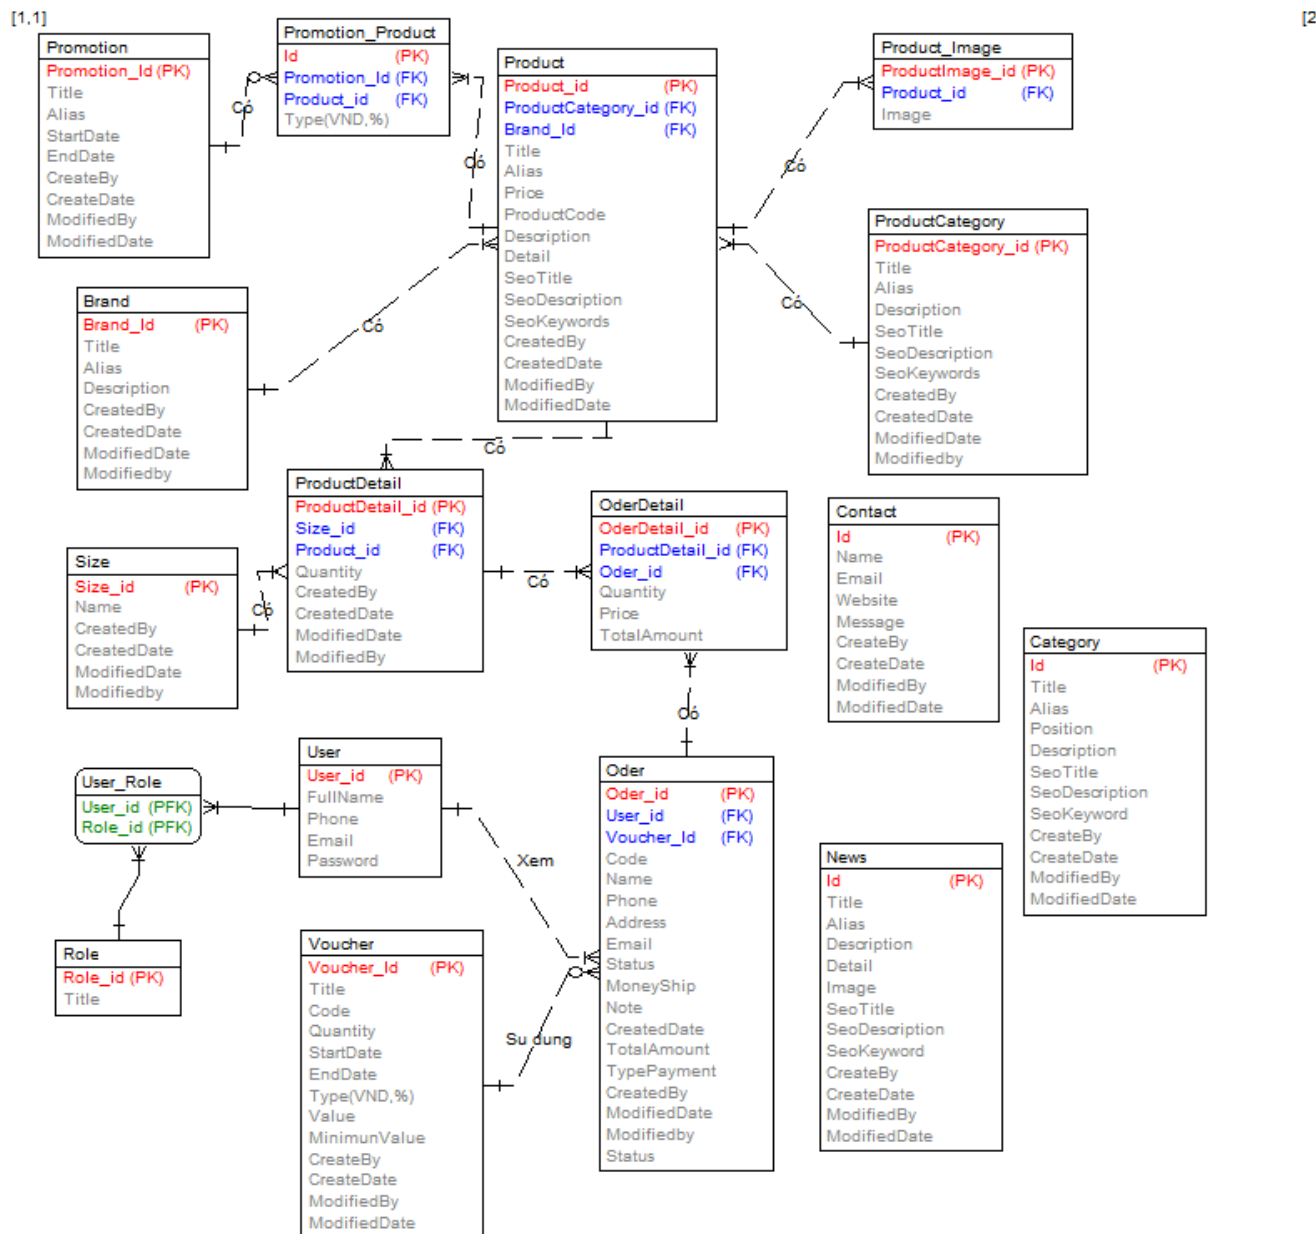 [1,1]
[2
Promotion
Promotion_Id (PK)
Title
Alias
StartDate
EndDate
CreateBy
CreateDate
ModifiedBy
ModifiedDate
Có
Promotion_Product
Id (PK)
Promotion_Id (FK)
Product_id (FK)
Type(VND,%)
Có
Product
Product_id (PK)
ProductCategory_id (FK)
Brand_Id (FK)
Title
Alias
Price
ProductCode
Description
Detail
SeoTitle
SeoDescription
SeoKeywords
CreatedBy
CreatedDate
ModifiedBy
ModifiedDate
Có
Product_Image
ProductImage_id (PK)
Product_id (FK)
Image
Có
ProductCategory
ProductCategory_id (PK)
Title
Alias
Description
SeoTitle
SeoDescription
SeoKeywords
CreatedBy
CreatedDate
ModifiedDate
Modifiedby
Brand
Brand_Id (PK)
Title
Alias
Description
CreatedBy
CreatedDate
ModifiedDate
Modifiedby
Có
Có
ProductDetail
ProductDetail_id (PK)
Size_id (FK)
Product_id (FK)
Quantity
CreatedBy
CreatedDate
ModifiedDate
ModifiedBy
Có
OderDetail
OderDetail_id (PK)
ProductDetail_id (FK)
Oder_id (FK)
Quantity
Price
TotalAmount
Có
Size
Size_id (PK)
Name
CreatedBy
CreatedDate
ModifiedDate
Modifiedby
Có
Contact
Id (PK)
Name
Email
Website
Message
CreateBy
CreateDate
ModifiedBy
ModifiedDate
Category
Id (PK)
Title
Alias
Position
Description
SeoTitle
SeoDescription
SeoKeyword
CreateBy
CreateDate
ModifiedBy
ModifiedDate
User_Role
User_id (PFK)
Role_id (PFK)
User
User_id (PK)
FullName
Phone
Email
Password
Xem
Oder
Oder_id (PK)
User_id (FK)
Voucher_Id (FK)
Code
Name
Phone
Address
Email
Status
MoneyShip
Note
CreatedDate
TotalAmount
TypePayment
CreatedBy
ModifiedDate
Modifiedby
Status
News
Id (PK)
Title
Alias
Description
Detail
Image
SeoTitle
SeoDescription
SeoKeyword
CreateBy
CreateDate
ModifiedBy
ModifiedDate
Role
Role_id (PK)
Title
Voucher
Voucher_Id (PK)
Title
Code
Quantity
StartDate
EndDate
Type(VND,%)
Value
MinimunValue
CreateBy
CreateDate
ModifiedBy
ModifiedDate
Su dung